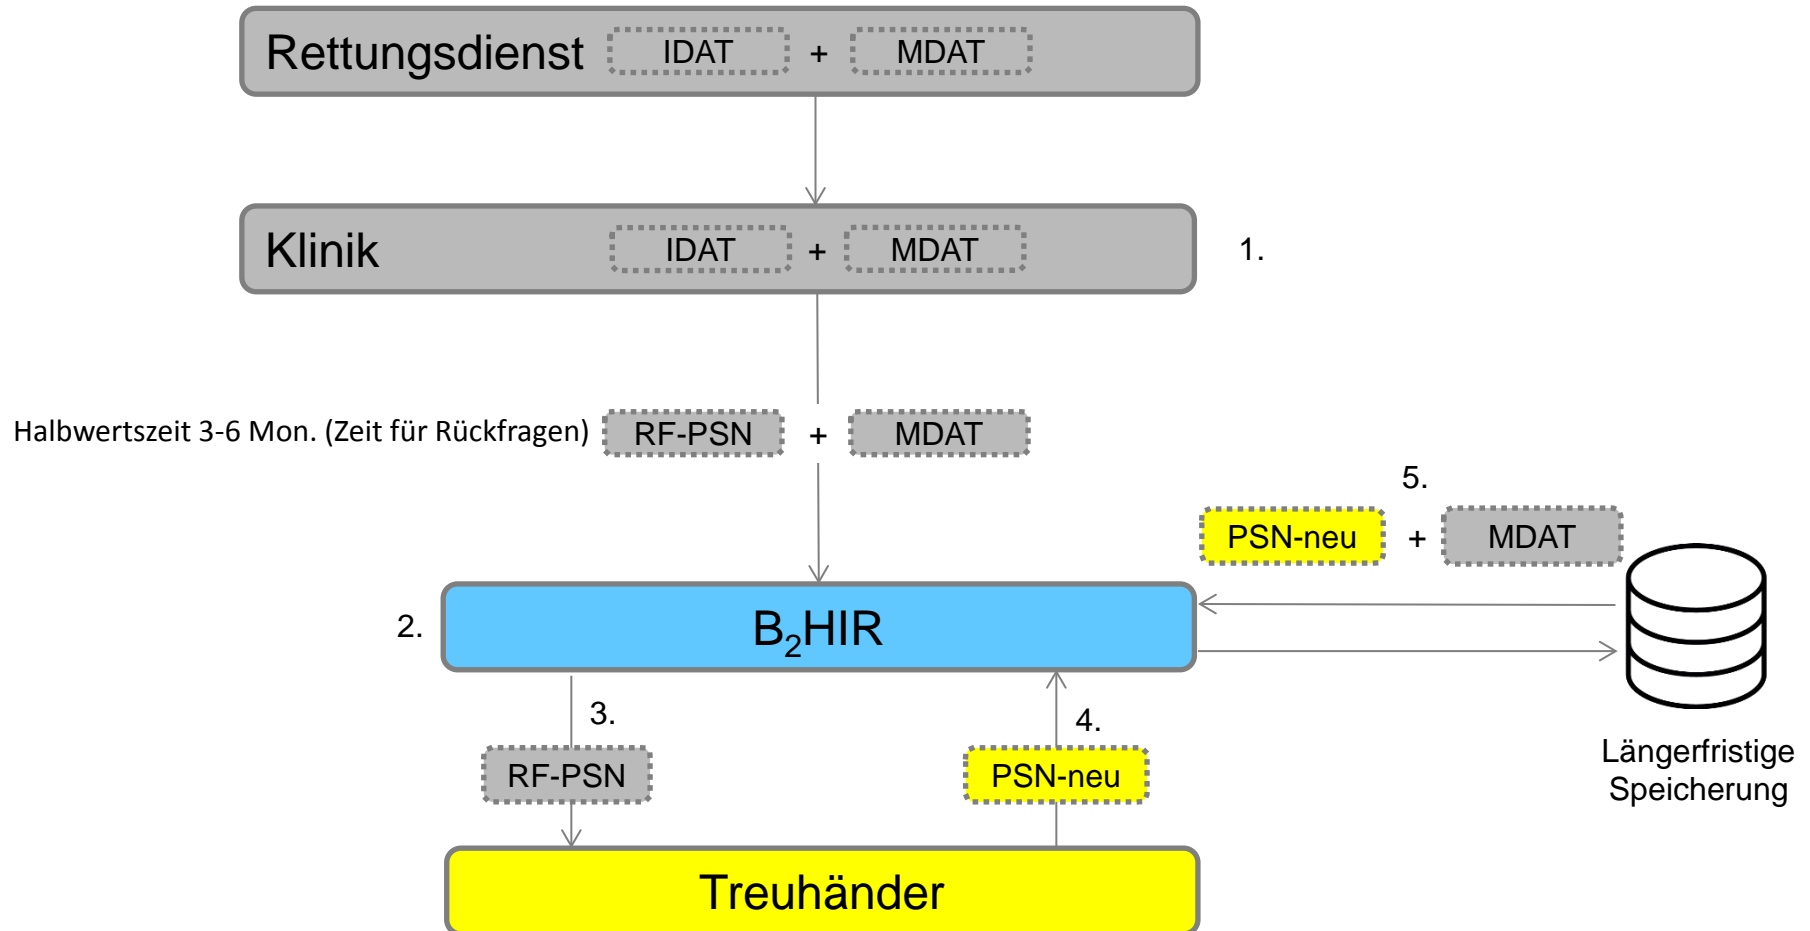 Rettungsdienst IDAT + MDAT
Klinik IDAT + MDAT 1.
Halbwertszeit 3-6 Mon. (Zeit für Rückfragen) RF-PSN + MDAT
5.
PSN-neu + MDAT
2. B₂HIR
3. 4.
RF-PSN PSN-neu
Längerfristige
Speicherung
Treuhänder